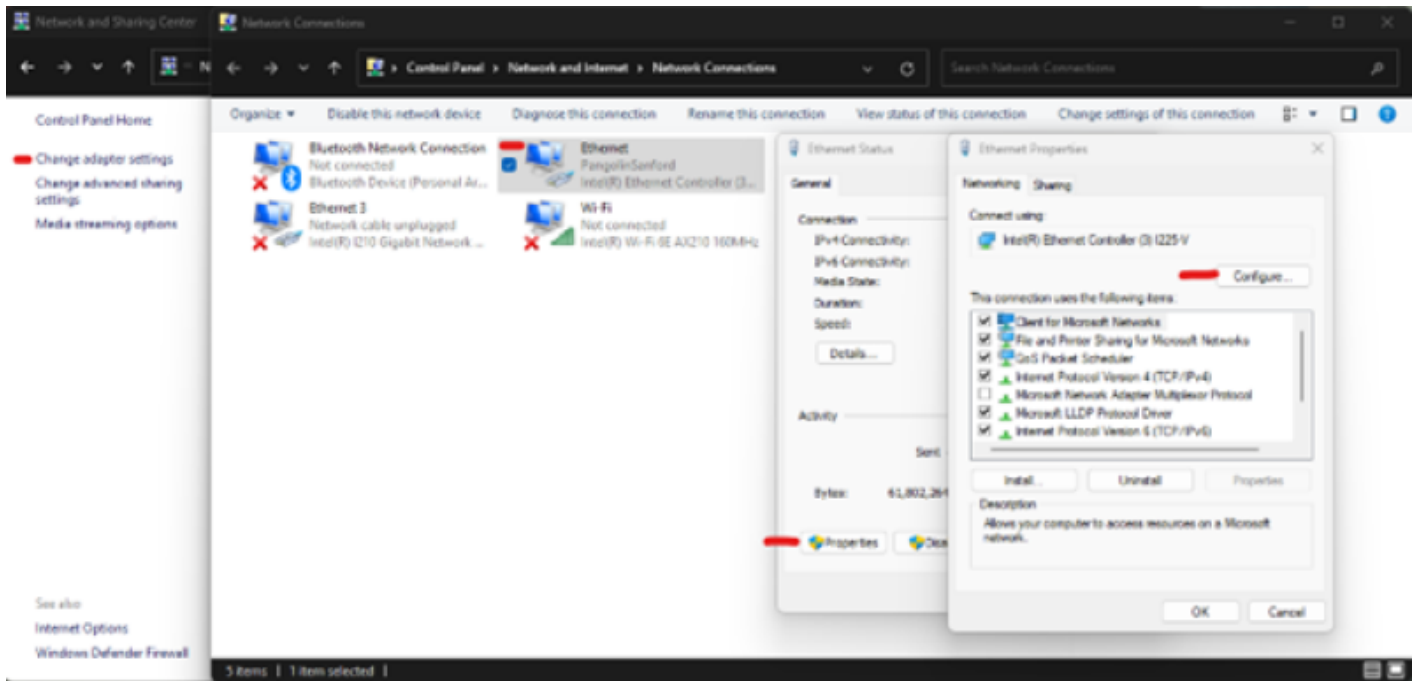 Network and Sharing Center
Network Connections
Control Panel > Network and Internet > Network Connections
Search Network Connections
Control Panel Home
Change adapter settings
Change advanced sharing
settings
Media streaming options
See also
Internet Options
Windows Defender Firewall
Organize
Disable this network device
Diagnose this connection
Rename this connection
View status of this connection
Change settings of this connection
Bluetooth Network Connection
Not connected
Bluetooth Device (Personal Ar...
Ethernet
PangolinSanford
Intel(R) Ethernet Controller (3...
Ethernet 3
Network cable unplugged
Intel(R) I210 Gigabit Network ...
Wi-Fi
Not connected
Intel(R) Wi-Fi 6E AX210 160MHz
Ethernet Status
General
Connection
IPv4 Connectivity:
IPv6 Connectivity:
Media State:
Duration:
Speed:
Details...
Activity
Sent
Bytes: 61,802,264
Properties
Disa
Ethernet Properties
Networking
Sharing
Connect using:
Intel(R) Ethernet Controller (3) I225-V
Configure...
This connection uses the following items:
Client for Microsoft Networks
File and Printer Sharing for Microsoft Networks
QoS Packet Scheduler
Internet Protocol Version 4 (TCP/IPv4)
Microsoft Network Adapter Multiplexor Protocol
Microsoft LLDP Protocol Driver
Internet Protocol Version 6 (TCP/IPv6)
Install...
Uninstall
Properties
Description
Allows your computer to access resources on a Microsoft
network.
OK
Cancel
5 items | 1 item selected |